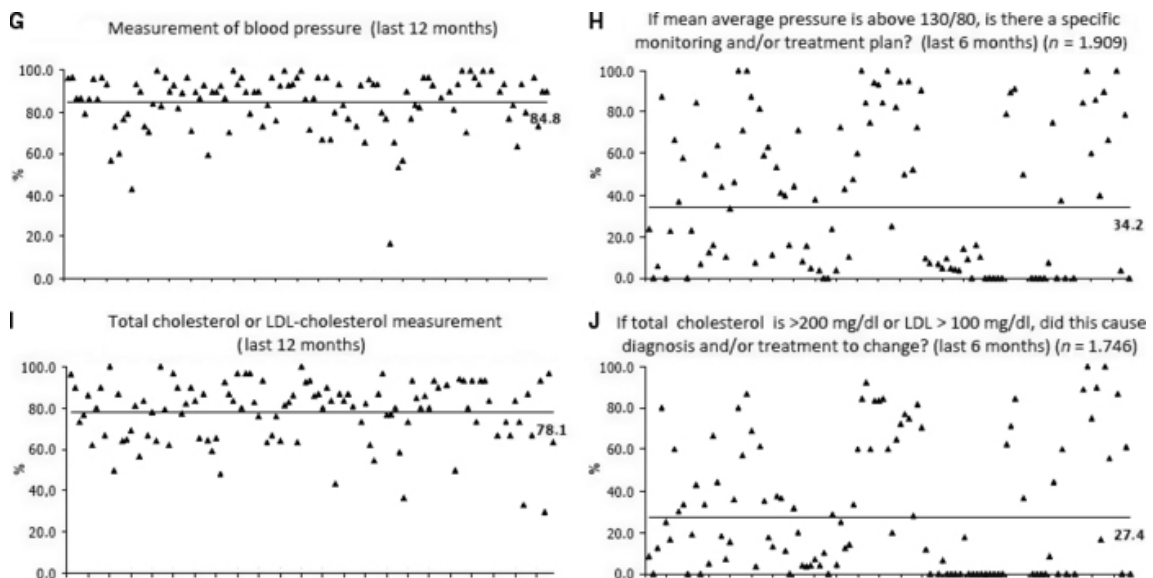 G
Measurement of blood pressure (last 12 months)
100.0
80.0
60.0
40.0
20.0
0.0
%
84.8
H
If mean average pressure is above 130/80, is there a specific
monitoring and/or treatment plan? (last 6 months) (n = 1.909)
100.0
80.0
60.0
40.0
20.0
0.0
%
34.2
I
Total cholesterol or LDL-cholesterol measurement
(last 12 months)
100.0
80.0
60.0
40.0
20.0
0.0
%
78.1
J
If total cholesterol is >200 mg/dl or LDL > 100 mg/dl, did this cause
diagnosis and/or treatment to change? (last 6 months) (n = 1.746)
100.0
80.0
60.0
40.0
20.0
0.0
%
27.4